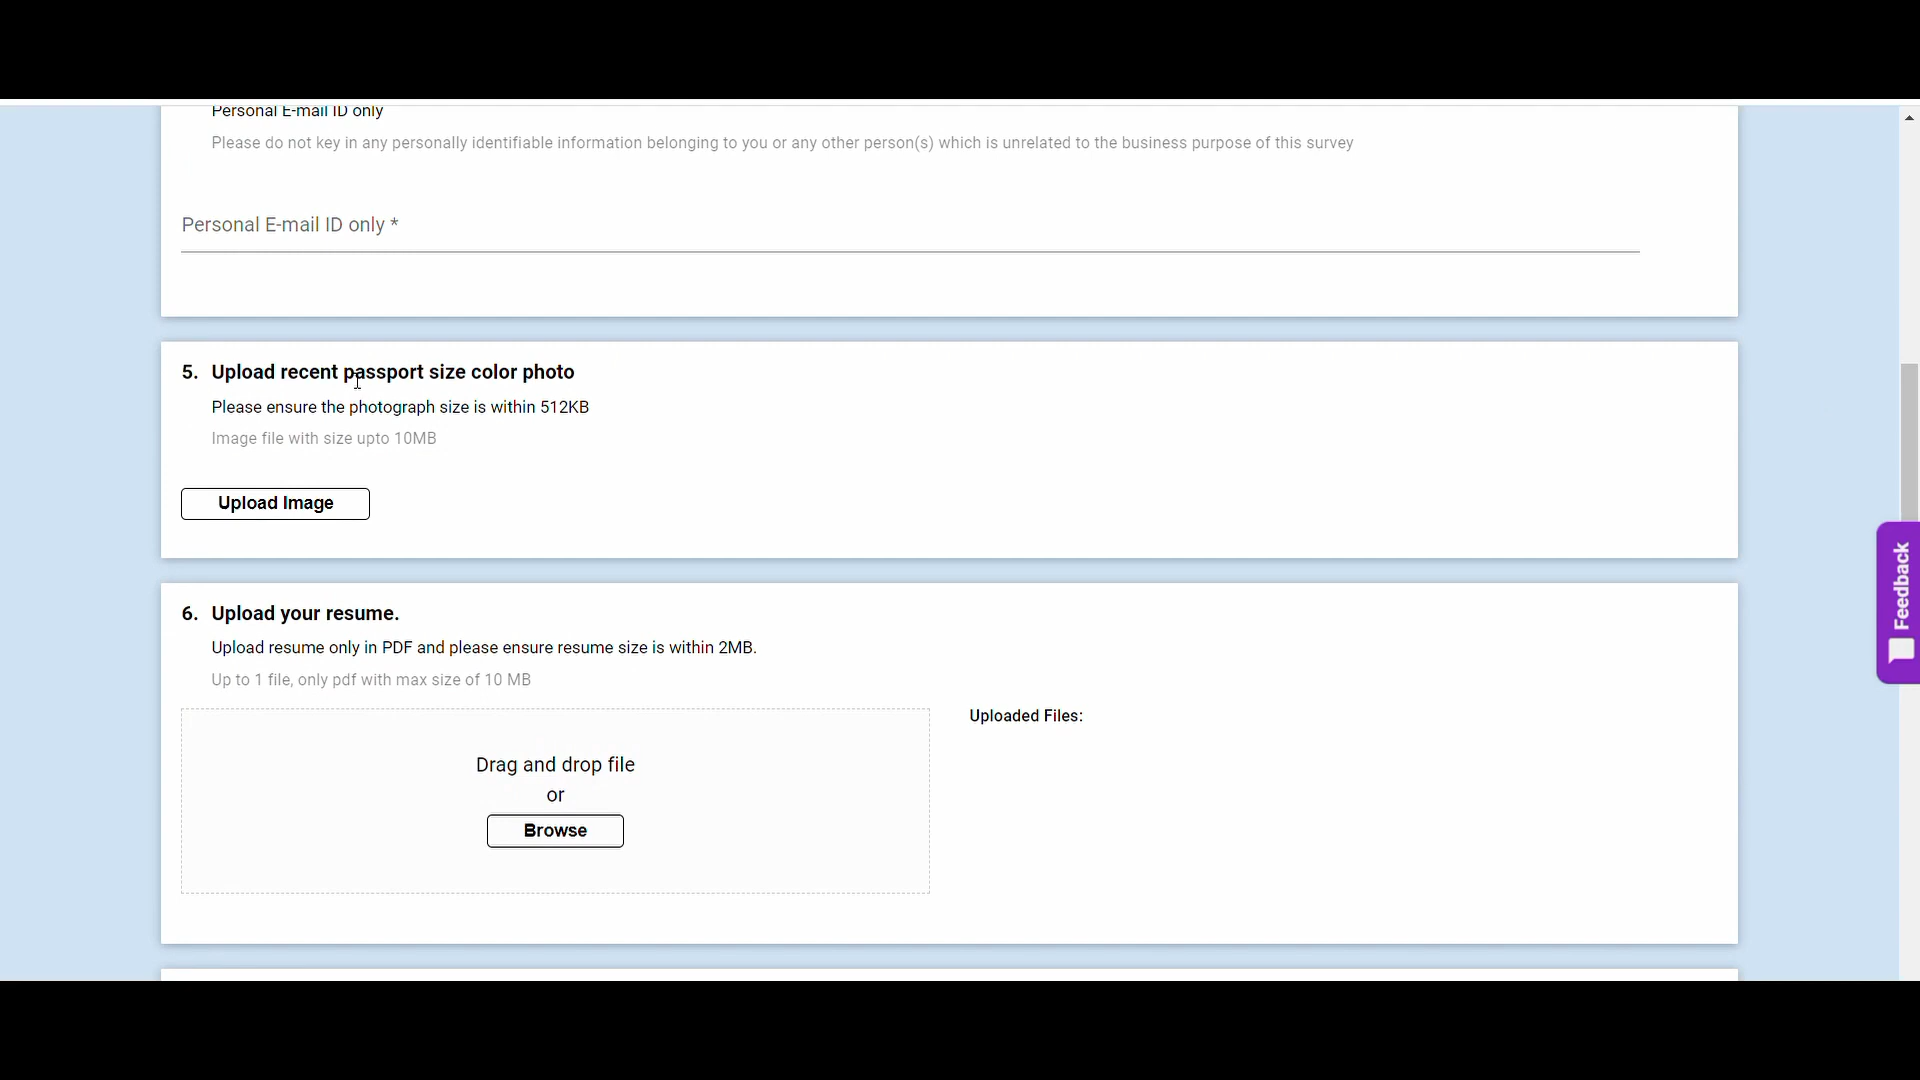 Personal E-mail ID only
Please do not key in any personally identifiable information belonging to you or any other person(s) which is unrelated to the business purpose of this survey
Personal E-mail ID only *
5. Upload recent passport size color photo
Please ensure the photograph size is within 512KB
Image file with size upto 10MB
Upload Image
6. Upload your resume.
Upload resume only in PDF and please ensure resume size is within 2MB.
Up to 1 file, only pdf with max size of 10 MB
Uploaded Files:
Drag and drop file
or
Browse
Feedback